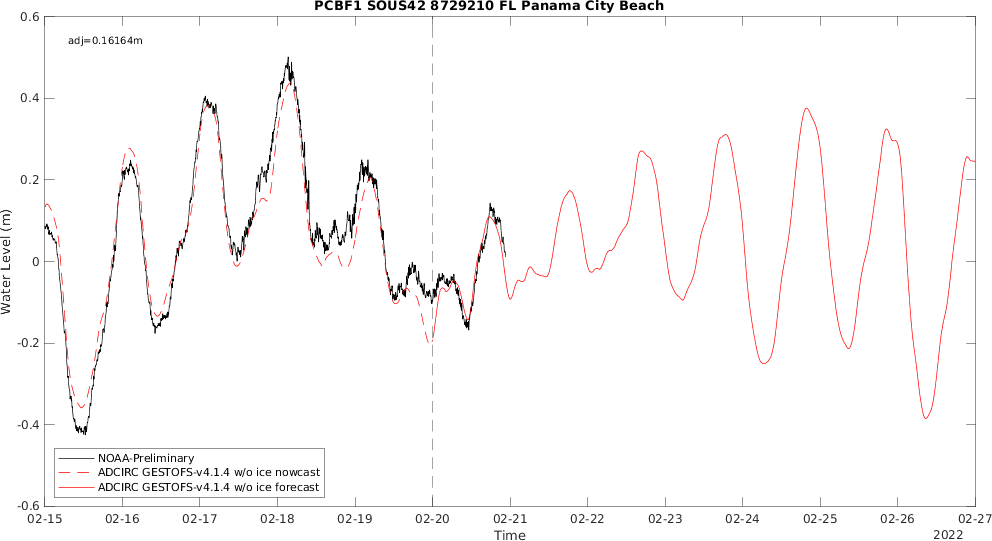 PCBF1 SOUS42 8729210 FL Panama City Beach
adj=0.16164m
0.6
0.4
0.2
0
-0.2
-0.4
-0.6
Water Level (m)
NOAA-Preliminary
ADCIRC GESTOFS-v4.1.4 w/o ice nowcast
ADCIRC GESTOFS-v4.1.4 w/o ice forecast
02-15 02-16 02-17 02-18 02-19 02-20 02-21 02-22 02-23 02-24 02-25 02-26 02-27
Time
2022